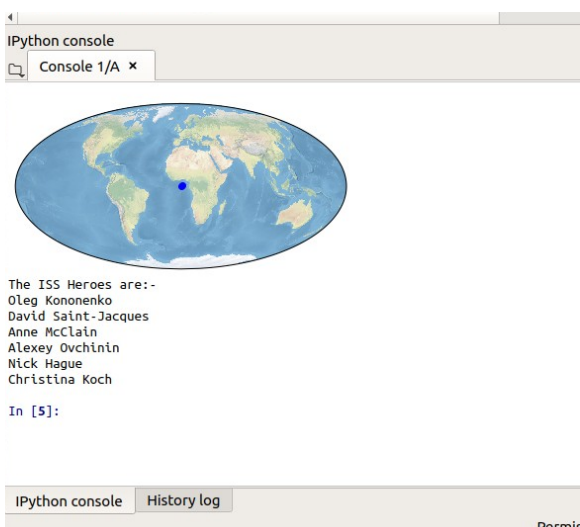 IPython console
Console 1/A ×
The ISS Heroes are:-
Oleg Kononenko
David Saint-Jacques
Anne McClain
Alexey Ovchinin
Nick Hague
Christina Koch
In [5]:
IPython console History log